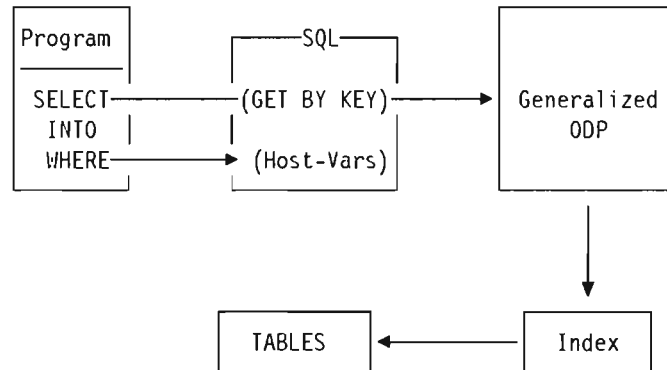 Program
SELECT
INTO
WHERE
SQL
(GET BY KEY)
(Host-Vars)
Generalized
ODP
TABLES
Index